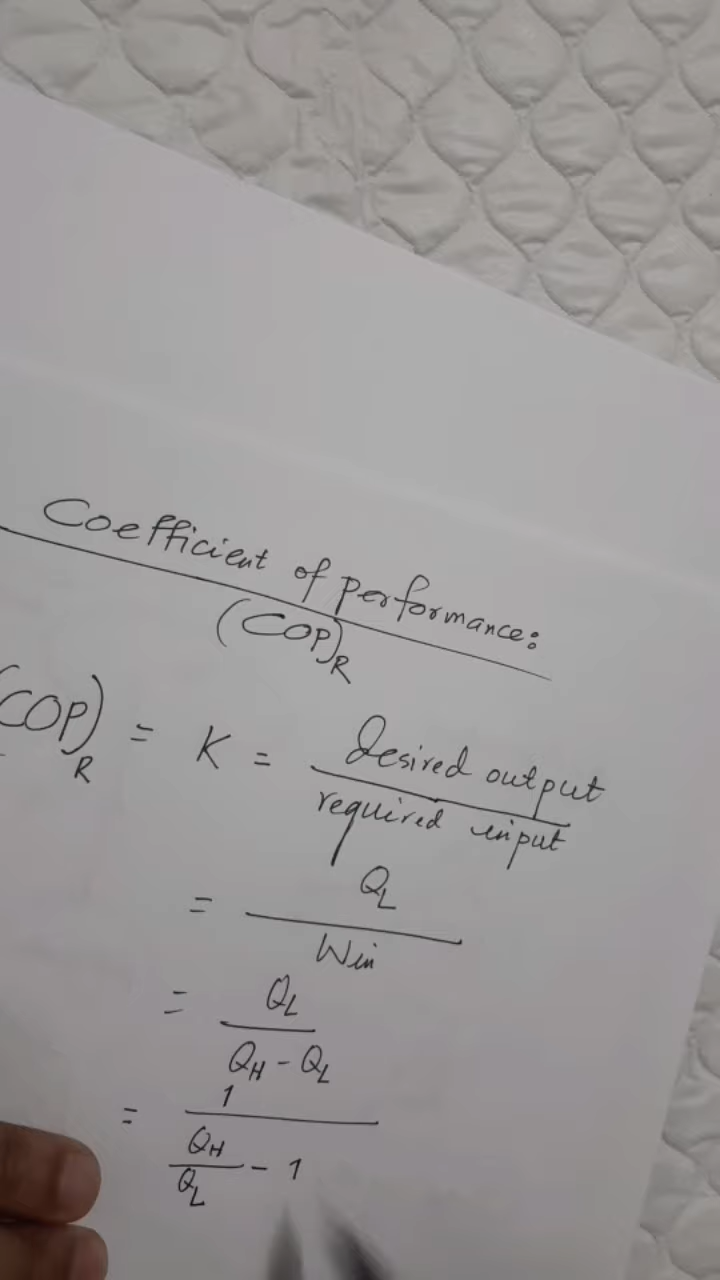 Coefficient of performance:
(COP)R
(COP)R = K = desired output / required input
= QL / Win
= QL / QH - QL
= 1 / QH / QL - 1